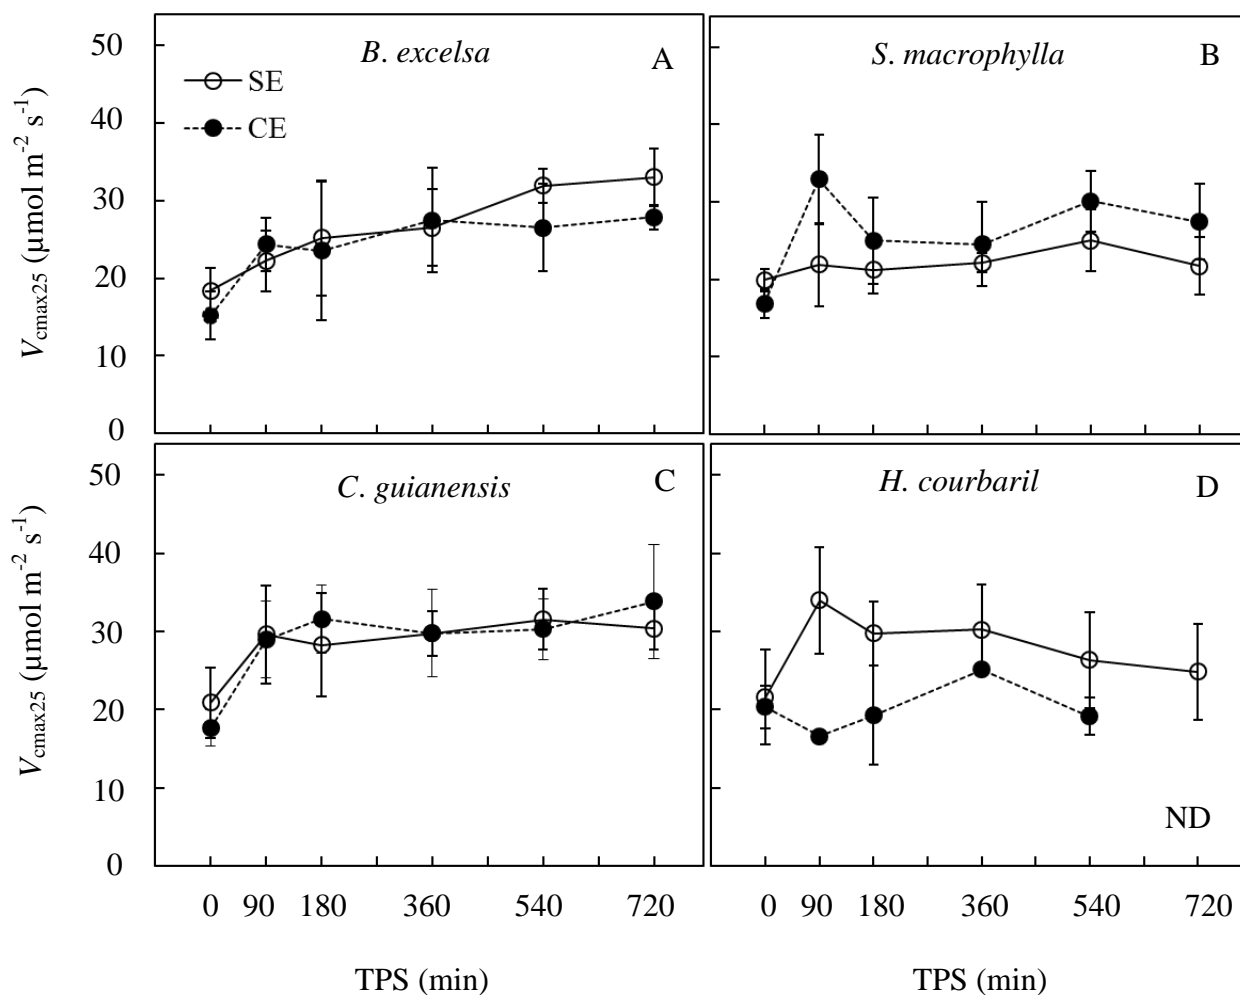 B. excelsa
A
SE
CE
50
40
30
20
10
0
Vcmax25 (µmol m-2 s-1)
S. macrophylla
B
C. guianensis
C
50
40
30
20
10
0
Vcmax25 (µmol m-2 s-1)
0 90 180 360 540 720
TPS (min)
H. courbaril
D
ND
0 90 180 360 540 720
TPS (min)